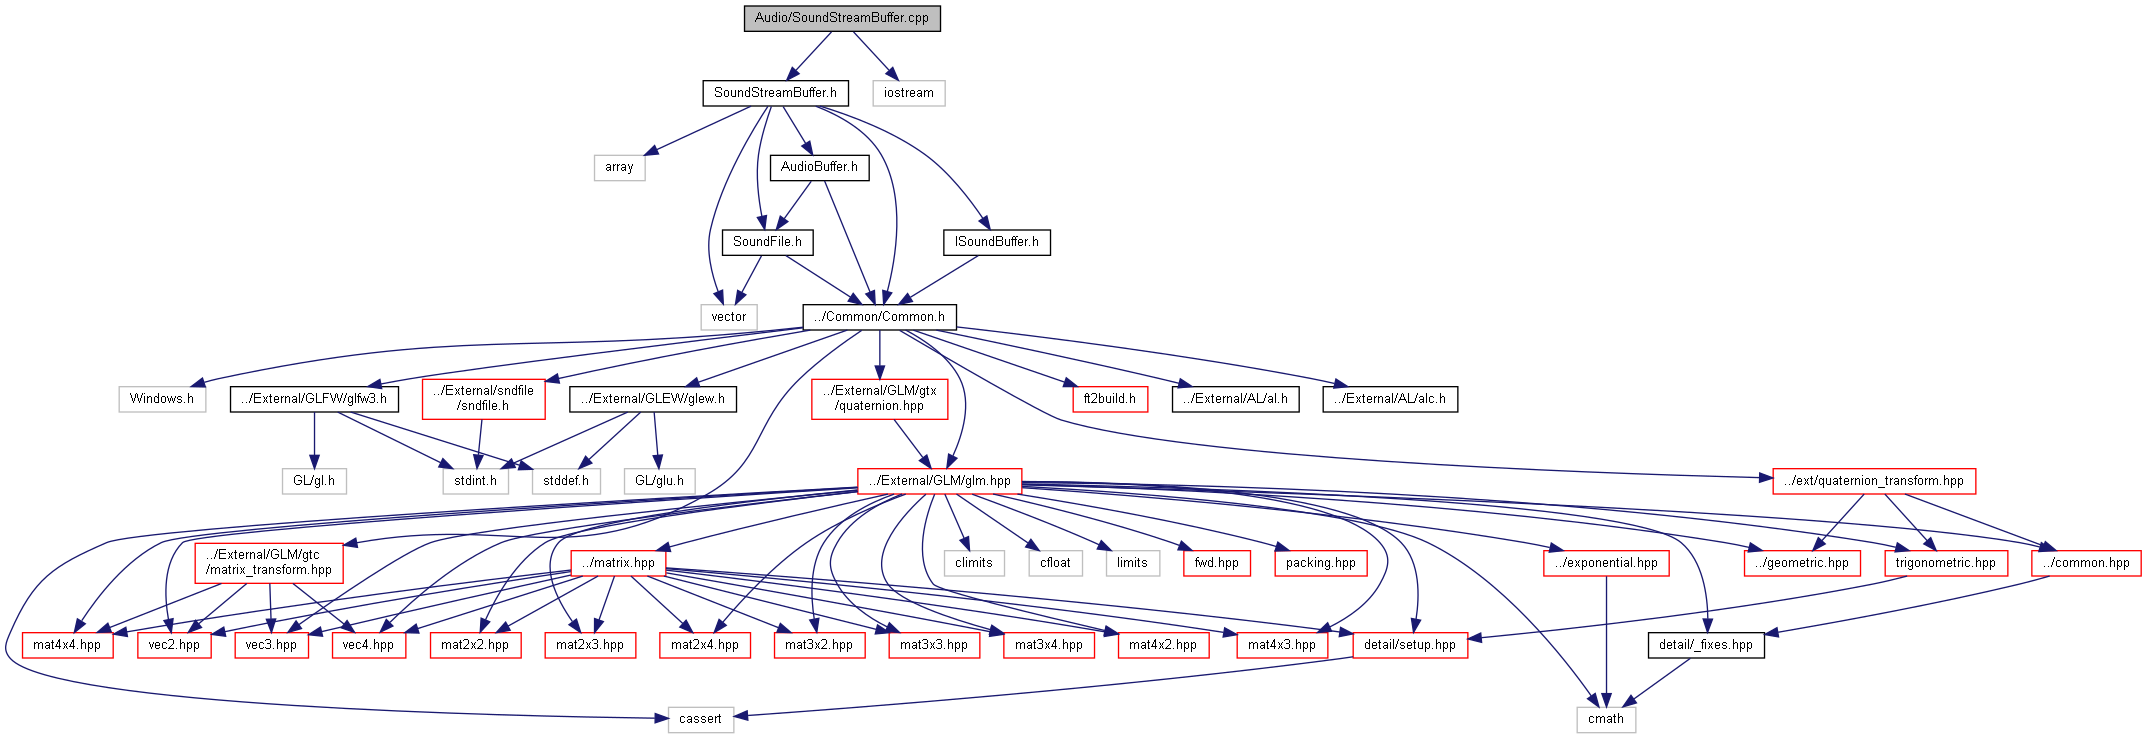 Audio/SoundStreamBuffer.cpp
SoundStreamBuffer.h
iostream
array
AudioBuffer.h
SoundFile.h
ISoundBuffer.h
vector
../Common/Common.h
Windows.h
../External/GLFW/glfw3.h
../External/sndfile
/sndfile.h
../External/GLEW/glew.h
../External/GLM/gtx
/quaternion.hpp
ft2build.h
../External/AL/al.h
../External/AL/alc.h
GL/gl.h
stdint.h
stddef.h
GL/glu.h
../External/GLM/glm.hpp
../ext/quaternion_transform.hpp
../External/GLM/gtc
/matrix_transform.hpp
../matrix.hpp
climits
cfloat
limits
fwd.hpp
packing.hpp
../exponential.hpp
../geometric.hpp
trigonometric.hpp
../common.hpp
mat4x4.hpp
vec2.hpp
vec3.hpp
vec4.hpp
mat2x2.hpp
mat2x3.hpp
mat2x4.hpp
mat3x2.hpp
mat3x3.hpp
mat3x4.hpp
mat4x2.hpp
mat4x3.hpp
detail/setup.hpp
detail/_fixes.hpp
cassert
cmath